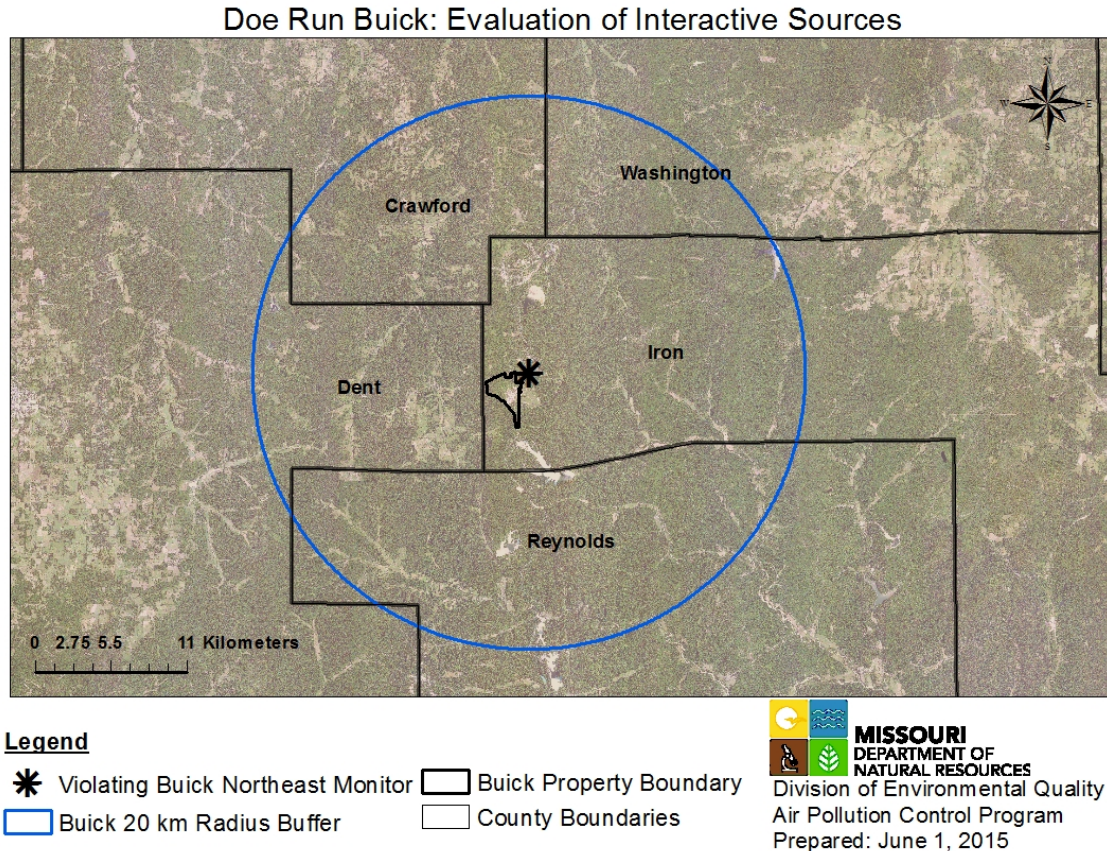 Doe Run Buick: Evaluation of Interactive Sources
N
W E
S
Washington
Crawford
Iron
Dent
Reynolds
0 2.75 5.5 11 Kilometers
Legend
Violating Buick Northeast Monitor
Buick Property Boundary
Buick 20 km Radius Buffer
County Boundaries
MISSOURI
DEPARTMENT OF
NATURAL RESOURCES
Division of Environmental Quality
Air Pollution Control Program
Prepared: June 1, 2015